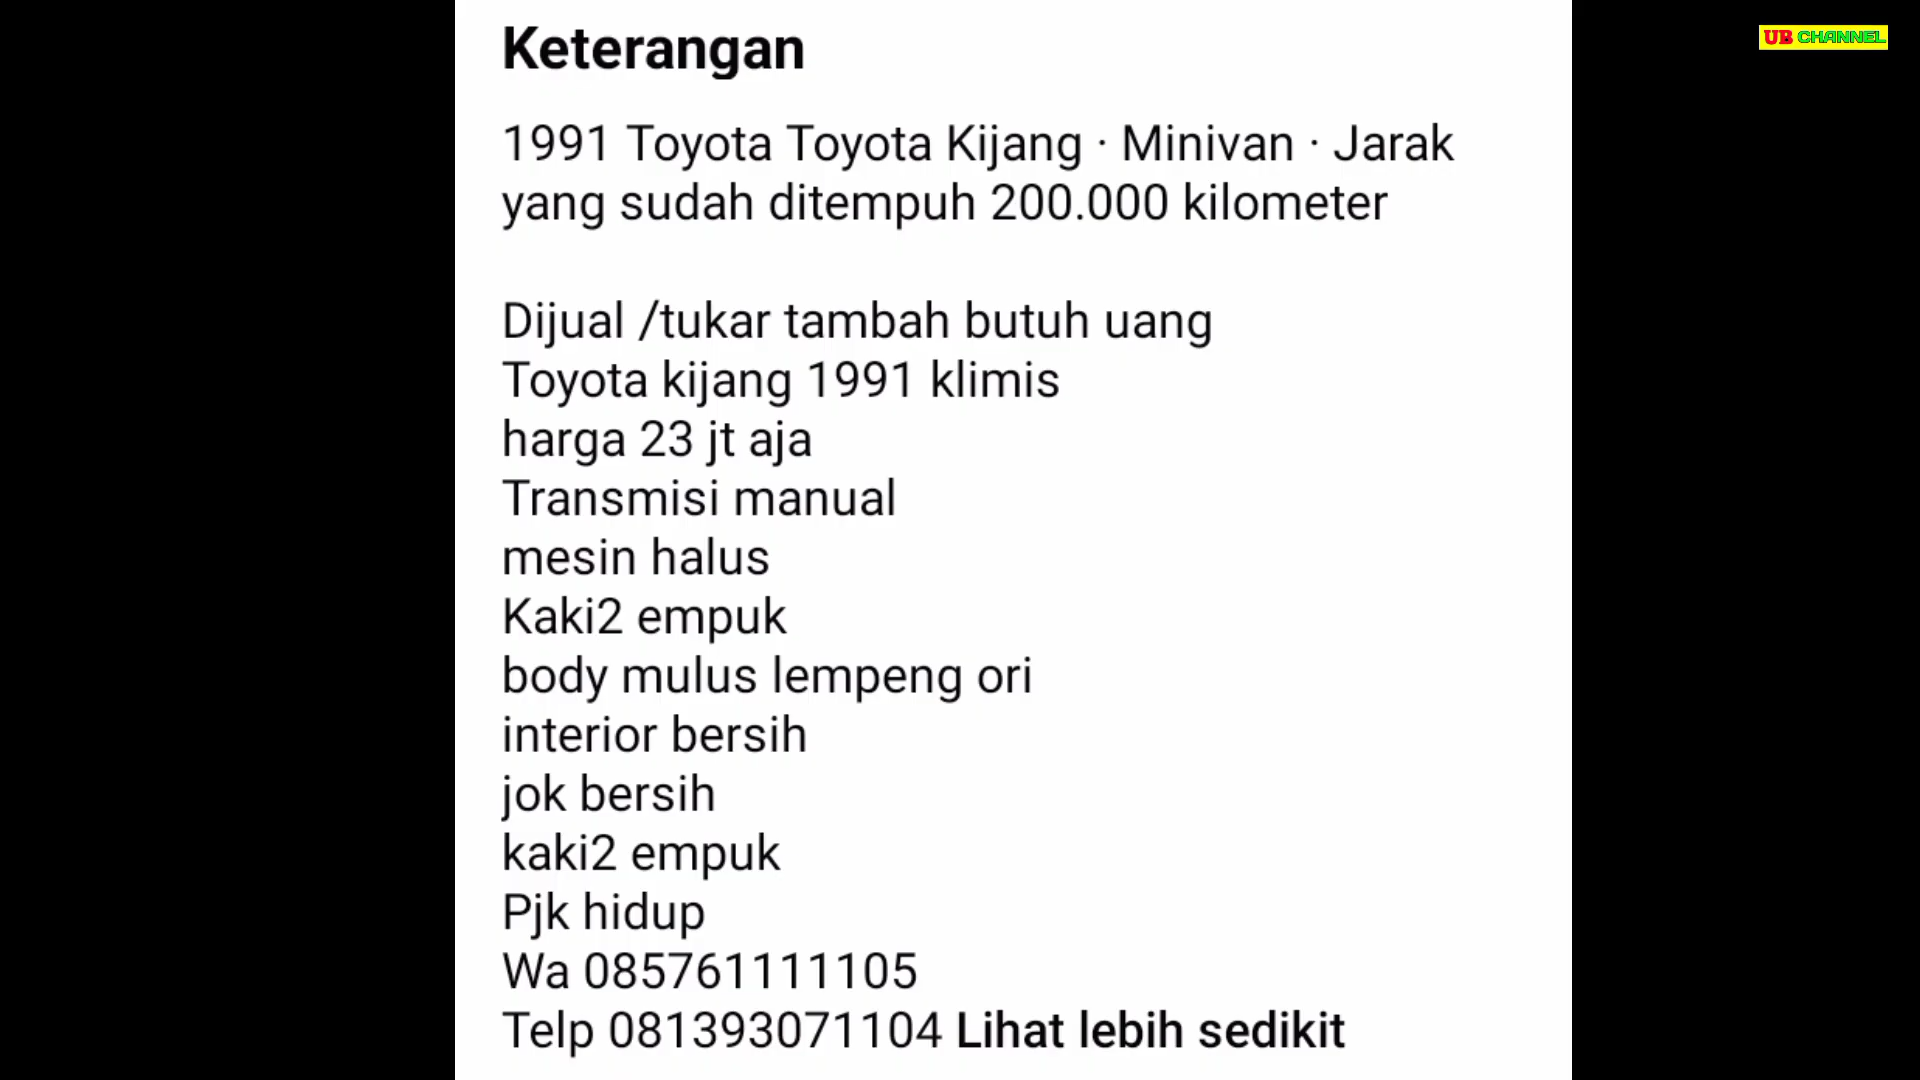 Keterangan
UB CHANNEL
1991 Toyota Toyota Kijang · Minivan · Jarak
yang sudah ditempuh 200.000 kilometer
Dijual /tukar tambah butuh uang
Toyota kijang 1991 klimis
harga 23 jt aja
Transmisi manual
mesin halus
Kaki2 empuk
body mulus lempeng ori
interior bersih
jok bersih
kaki2 empuk
Pjk hidup
Wa 085761111105
Telp 081393071104 Lihat lebih sedikit